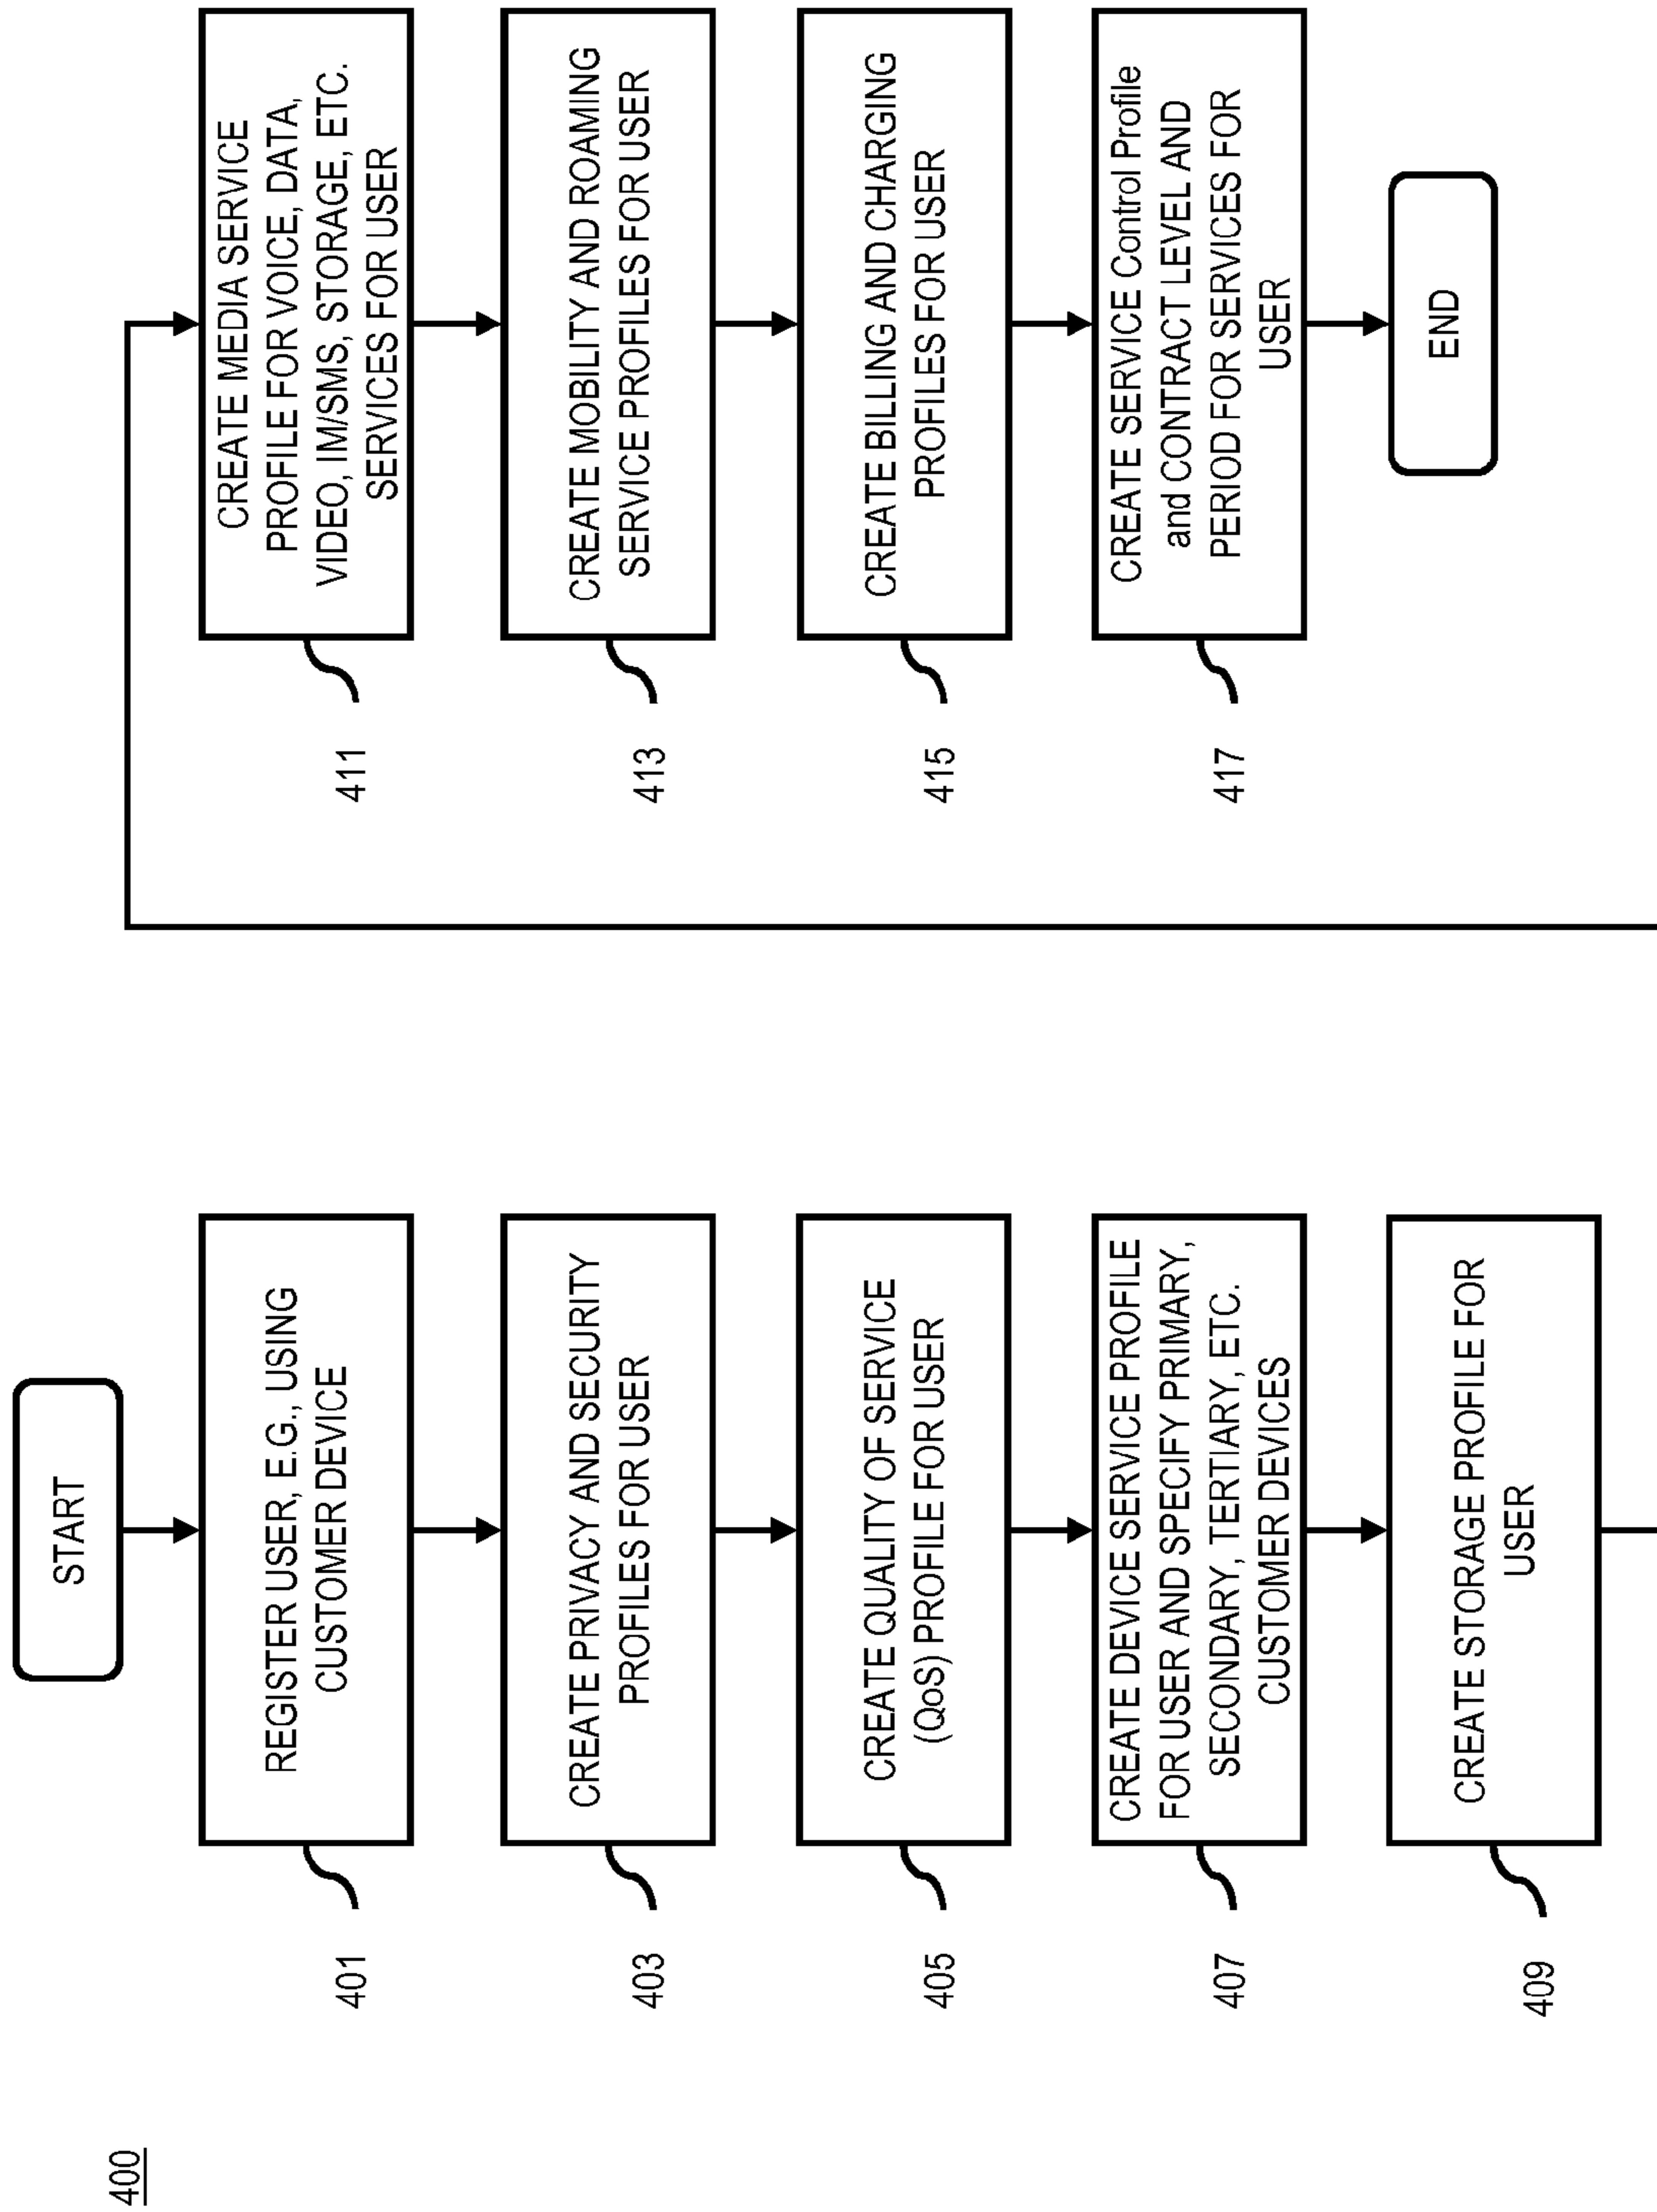 400
START
401
REGISTER USER, E.G., USING
CUSTOMER DEVICE
403
CREATE PRIVACY AND SECURITY
PROFILES FOR USER
405
CREATE QUALITY OF SERVICE
(QoS) PROFILE FOR USER
407
CREATE DEVICE SERVICE PROFILE
FOR USER AND SPECIFY PRIMARY,
SECONDARY, TERTIARY, ETC.
CUSTOMER DEVICES
409
CREATE STORAGE PROFILE FOR
USER
411
CREATE MEDIA SERVICE
PROFILE FOR VOICE, DATA,
VIDEO, IM/SMS, STORAGE, ETC.
SERVICES FOR USER
413
CREATE MOBILITY AND ROAMING
SERVICE PROFILES FOR USER
415
CREATE BILLING AND CHARGING
PROFILES FOR USER
417
CREATE SERVICE Control Profile
and CONTRACT LEVEL AND
PERIOD FOR SERVICES FOR
USER
END